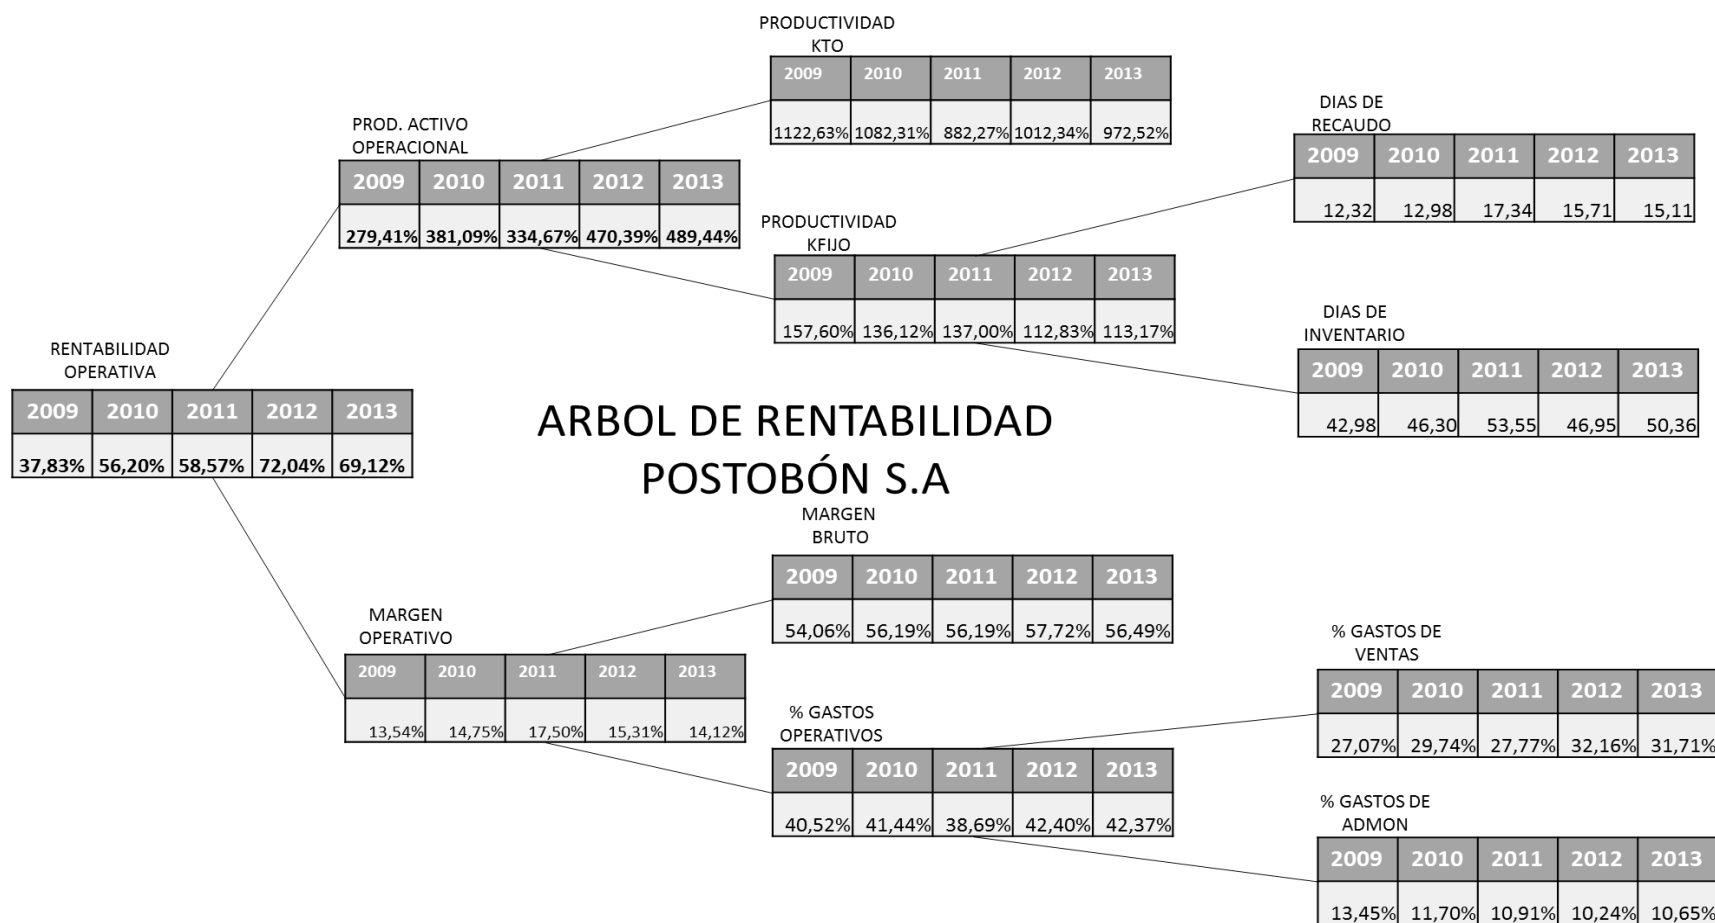 PRODUCTIVIDAD
KTO
2009 2010 2011 2012 2013
1122,63% 1082,31% 882,27% 1012,34% 972,52%
DIAS DE
RECAUDO
2009 2010 2011 2012 2013
12,32 12,98 17,34 15,71 15,11
PROD. ACTIVO
OPERACIONAL
2009 2010 2011 2012 2013
279,41% 381,09% 334,67% 470,39% 489,44%
PRODUCTIVIDAD
KFIJO
2009 2010 2011 2012 2013
157,60% 136,12% 137,00% 112,83% 113,17%
DIAS DE
INVENTARIO
2009 2010 2011 2012 2013
42,98 46,30 53,55 46,95 50,36
RENTABILIDAD
OPERATIVA
2009 2010 2011 2012 2013
37,83% 56,20% 58,57% 72,04% 69,12%
ARBOL DE RENTABILIDAD
POSTOBÓN S.A
MARGEN
BRUTO
2009 2010 2011 2012 2013
54,06% 56,19% 56,19% 57,72% 56,49%
MARGEN
OPERATIVO
2009 2010 2011 2012 2013
13,54% 14,75% 17,50% 15,31% 14,12%
% GASTOS
OPERATIVOS
2009 2010 2011 2012 2013
40,52% 41,44% 38,69% 42,40% 42,37%
% GASTOS DE
VENTAS
2009 2010 2011 2012 2013
27,07% 29,74% 27,77% 32,16% 31,71%
% GASTOS DE
ADMON
2009 2010 2011 2012 2013
13,45% 11,70% 10,91% 10,24% 10,65%